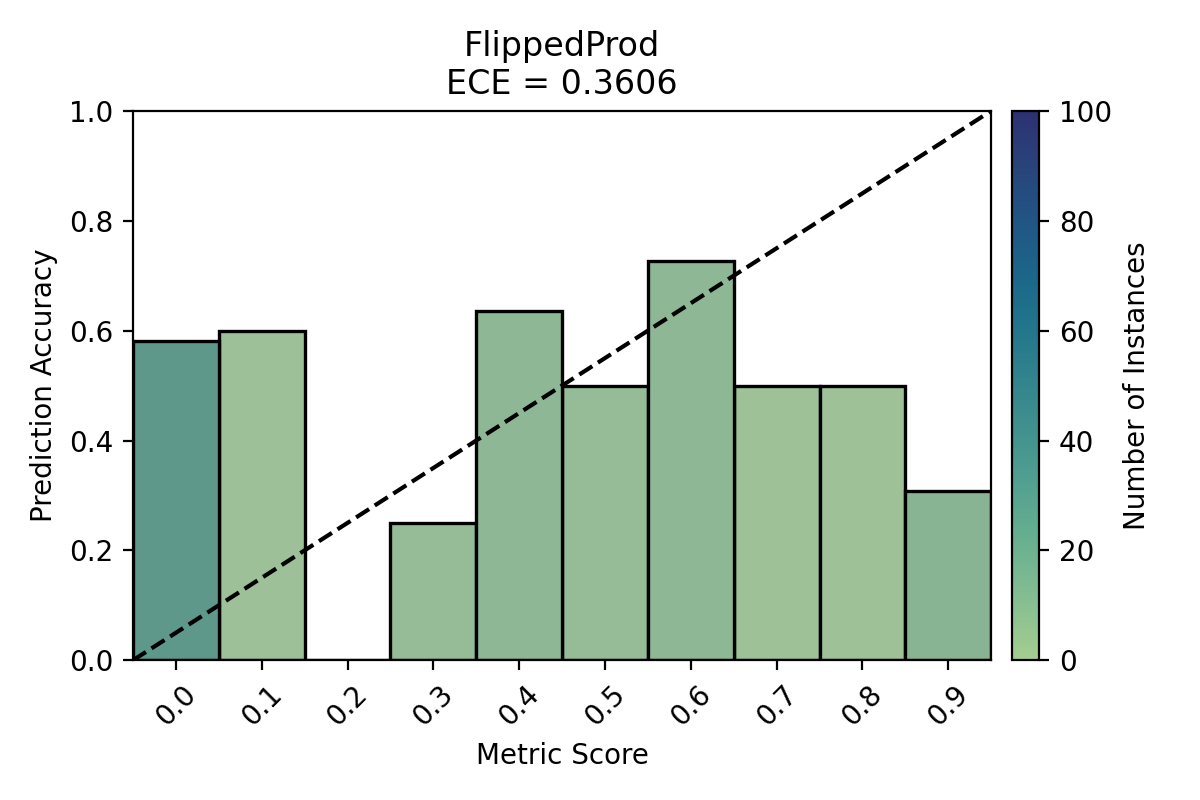 FlippedProd
ECE = 0.3606
1.0
0.8
0.6
0.4
0.2
0.0
Prediction Accuracy
0.0 0.1 0.2 0.3 0.4 0.5 0.6 0.7 0.8 0.9
Metric Score
100
80
60
40
20
0
Number of Instances